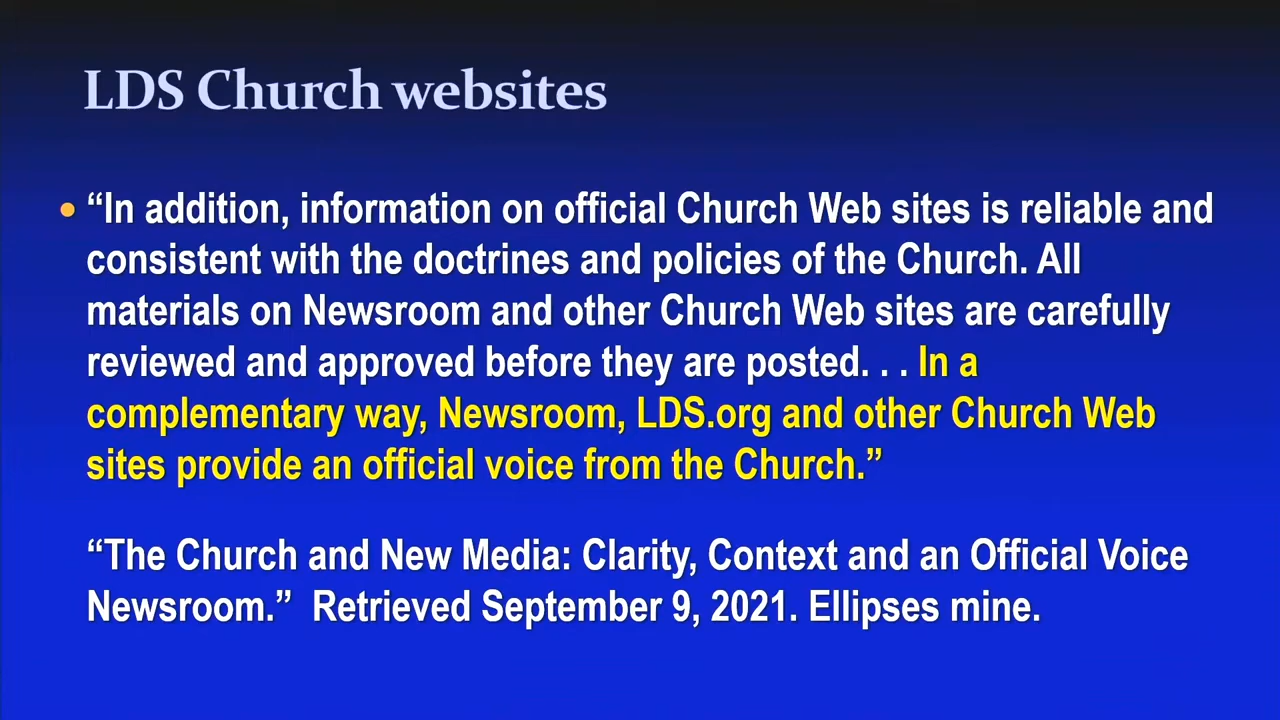 LDS Church websites
• “In addition, information on official Church Web sites is reliable and
consistent with the doctrines and policies of the Church. All
materials on Newsroom and other Church Web sites are carefully
reviewed and approved before they are posted. . . In a
complementary way, Newsroom, LDS.org and other Church Web
sites provide an official voice from the Church.”
“The Church and New Media: Clarity, Context and an Official Voice
Newsroom.”  Retrieved September 9, 2021. Ellipses mine.